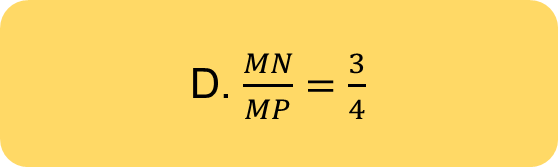 D. MN/MP = 3/4